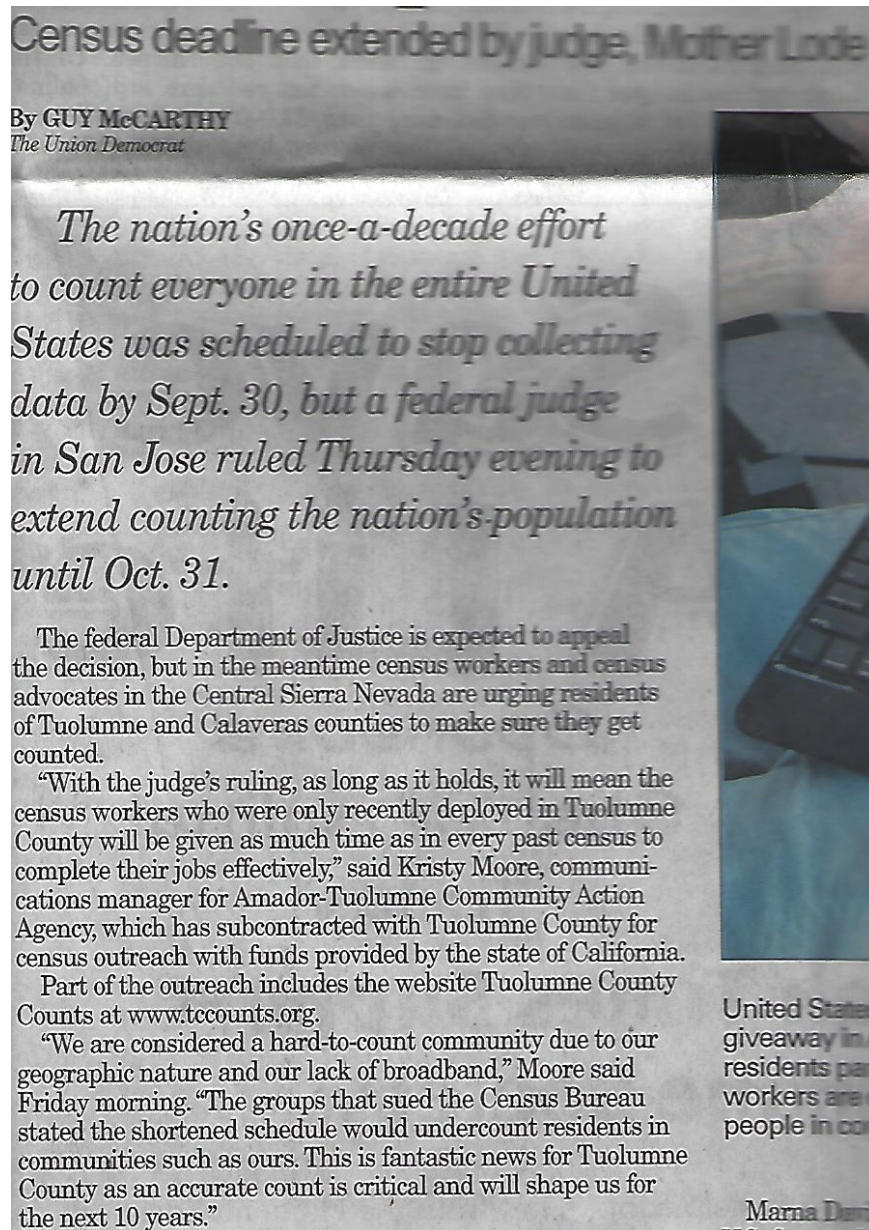 Census deadline extended by judge, Mother Lode
By GUY McCARTHY
The Union Democrat
The nation's once-a-decade effort
to count everyone in the entire United
States was scheduled to stop collecting
data by Sept. 30, but a federal judge
in San Jose ruled Thursday evening to
extend counting the nation's population
until Oct. 31.
The federal Department of Justice is expected to appeal
the decision, but in the meantime census workers and census
advocates in the Central Sierra Nevada are urging residents
of Tuolumne and Calaveras counties to make sure they get
counted.
“With the judge's ruling, as long as it holds, it will mean the
census workers who were only recently deployed in Tuolumne
County will be given as much time as in every past census to
complete their jobs effectively,” said Kristy Moore, communi-
cations manager for Amador-Tuolumne Community Action
Agency, which has subcontracted with Tuolumne County for
census outreach with funds provided by the state of California.
Part of the outreach includes the website Tuolumne County
Counts at www.tccounts.org.
“We are considered a hard-to-count community due to our
geographic nature and our lack of broadband,” Moore said
Friday morning. “The groups that sued the Census Bureau
stated the shortened schedule would undercount residents in
communities such as ours. This is fantastic news for Tuolumne
County as an accurate count is critical and will shape us for
the next 10 years.”
United State
giveaway in
residents
workers are
people in
Marna